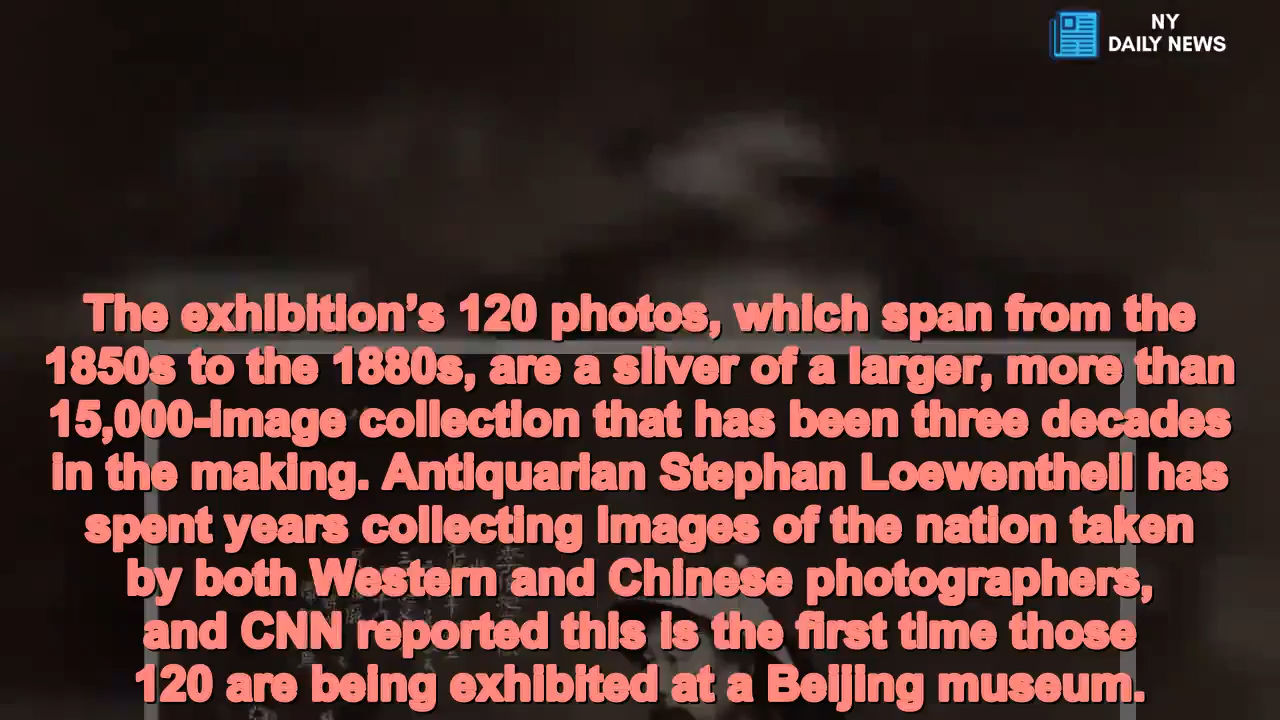 NY
DAILY NEWS
The exhibition’s 120 photos, which span from the
1850s to the 1880s, are a sliver of a larger, more than
15,000-image collection that has been three decades
in the making. Antiquarian Stephan Loewentheil has
spent years collecting images of the nation taken
by both Western and Chinese photographers,
and CNN reported this is the first time those
120 are being exhibited at a Beijing museum.